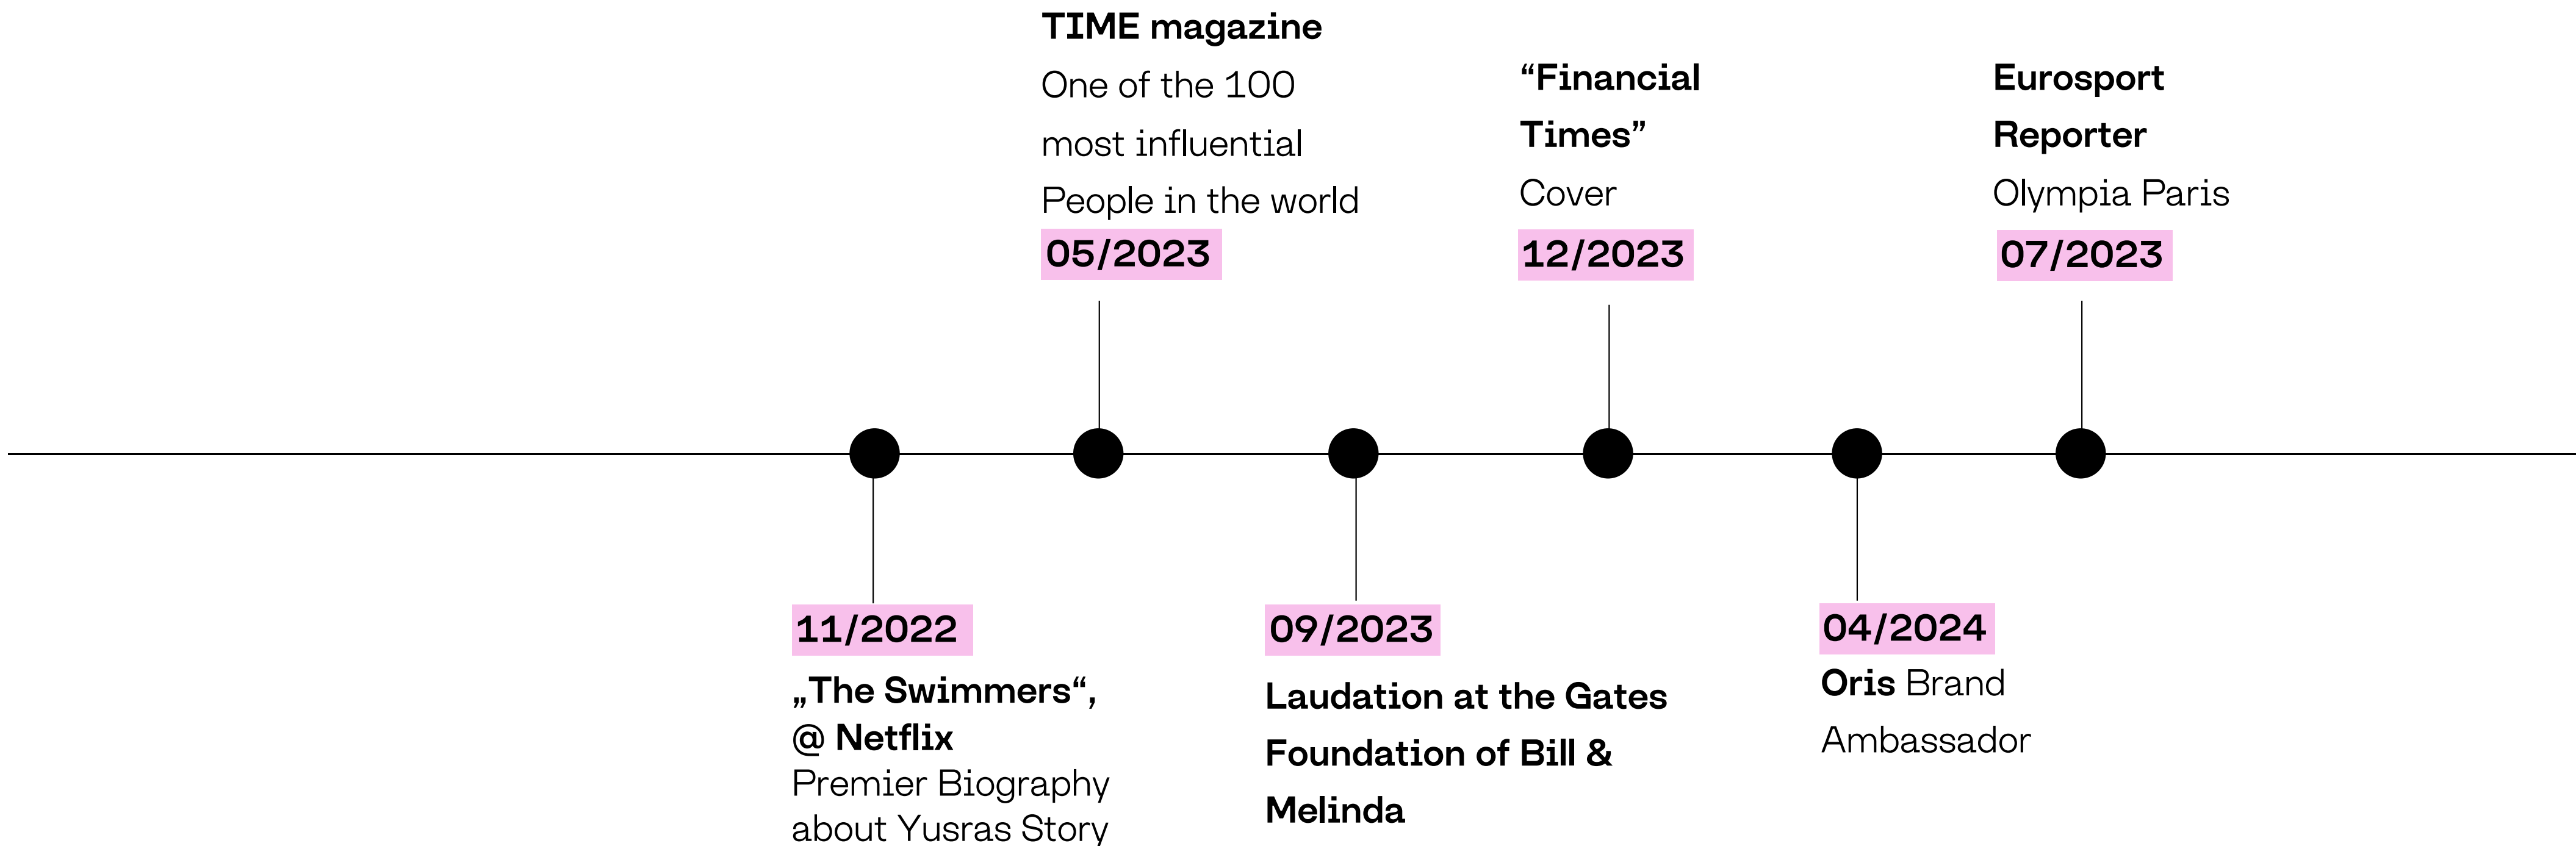 TIME magazine
One of the 100
most influential
People in the world
05/2023
“Financial
Times”
Cover
12/2023
Eurosport
Reporter
Olympia Paris
07/2023
11/2022
„The Swimmers“,
@ Netflix
Premier Biography
about Yusras Story
09/2023
Laudation at the Gates
Foundation of Bill &
Melinda
04/2024
Oris Brand
Ambassador